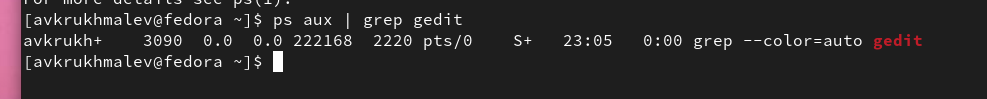 For more details see ps(1).
[avkrukhmalev@fedora ~]$ ps aux | grep gedit
avkrukh+    3090  0.0  0.0 222168  2220 pts/0    S+   23:05   0:00 grep --color=auto gedit
[avkrukhmalev@fedora ~]$